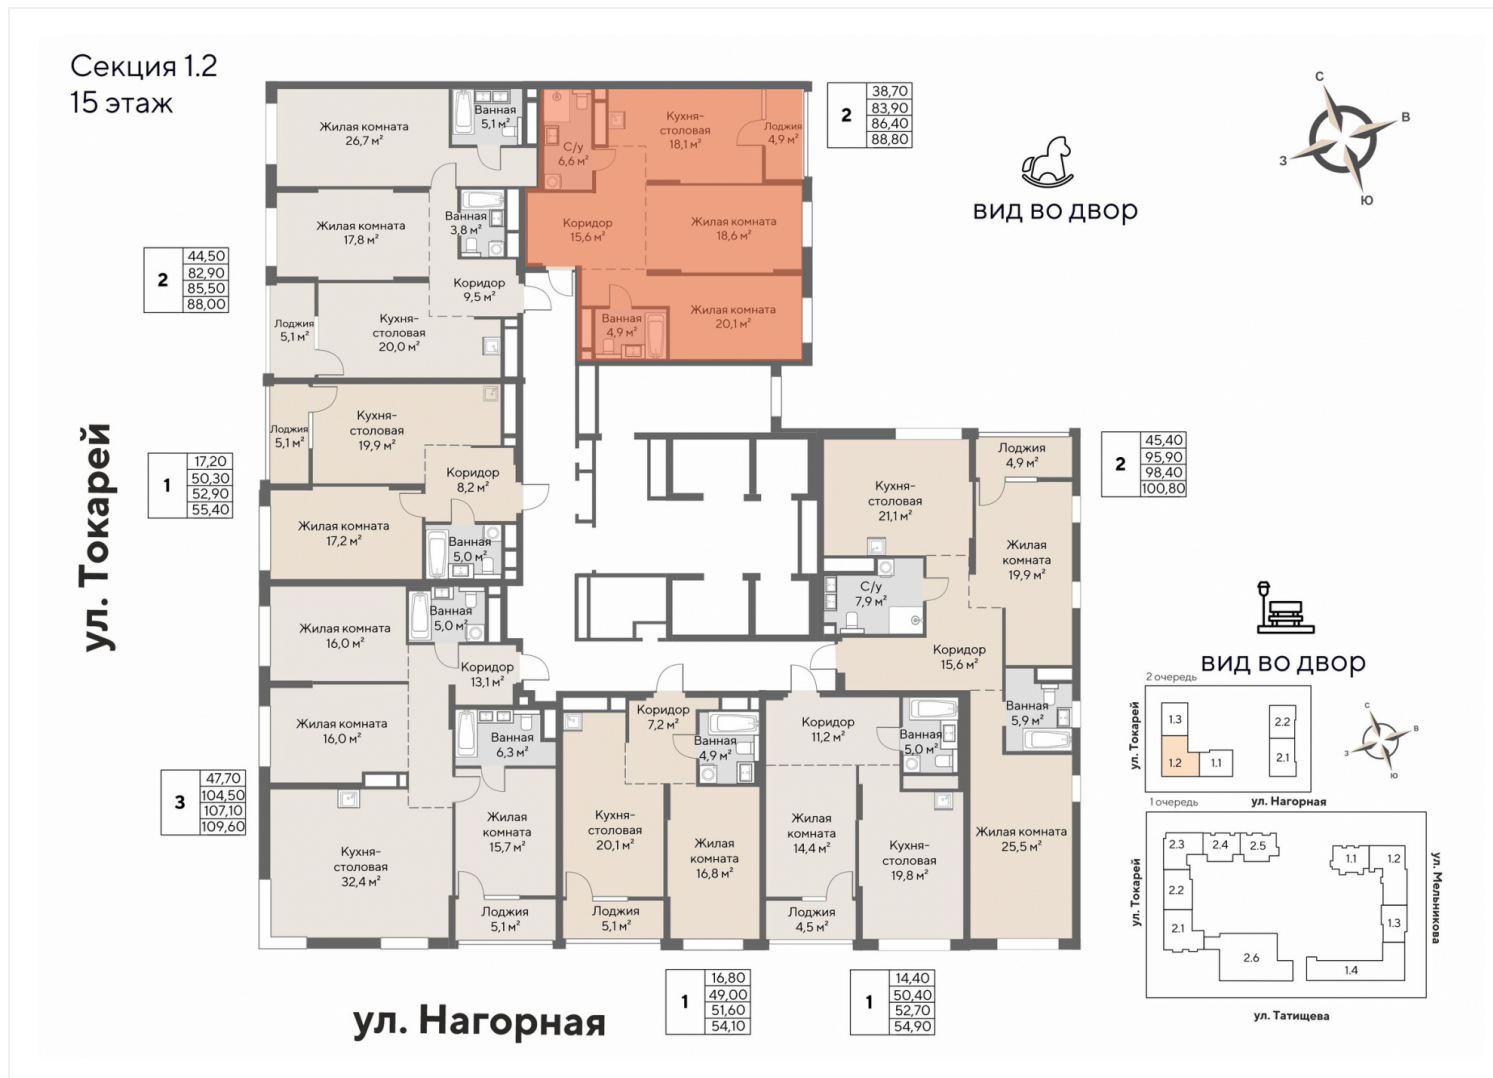 Секция 1.2
15 этаж
Жилая комната
26,7 м²
Ванная
5,1 м²
С/у
6,6 м²
Кухня-
столовая
18,1 м²
Лоджия
4,9 м²
2
38,70
83,90
86,40
88,80
вид во двор
С
В
З
Ю
Жилая комната
17,8 м²
Ванная
3,8 м²
Коридор
15,6 м²
Жилая комната
18,6 м²
2
44,50
82,90
85,50
88,00
Коридор
9,5 м²
Лоджия
5,1 м²
Кухня-
столовая
20,0 м²
Ванная
4,9 м²
Жилая комната
20,1 м²
ул. Токарей
1
17,20
50,30
52,90
55,40
Лоджия
5,1 м²
Кухня-
столовая
19,9 м²
Коридор
8,2 м²
Жилая комната
17,2 м²
Ванная
5,0 м²
Кухня-
столовая
21,1 м²
Лоджия
4,9 м²
2
45,40
95,90
98,40
100,80
Жилая
комната
19,9 м²
С/у
7,9 м²
Коридор
15,6 м²
Ванная
5,9 м²
Жилая комната
25,5 м²
Жилая комната
16,0 м²
Ванная
5,0 м²
Коридор
13,1 м²
Жилая комната
16,0 м²
Ванная
6,3 м²
3
47,70
104,50
107,10
109,60
Кухня-
столовая
32,4 м²
Жилая
комната
15,7 м²
Лоджия
5,1 м²
Коридор
7,2 м²
Ванная
4,9 м²
Кухня-
столовая
20,1 м²
Жилая
комната
16,8 м²
Лоджия
5,1 м²
Коридор
11,2 м²
Ванная
5,0 м²
Жилая
комната
14,4 м²
Кухня-
столовая
19,8 м²
Лоджия
4,5 м²
ул. Нагорная
1
16,80
49,00
51,60
54,10
1
14,40
50,40
52,70
54,90
вид во двор
2 очередь
ул. Токарей
1.3
1.2
1.1
2.2
2.1
С
В
З
Ю
ул. Нагорная
1 очередь
ул. Токарей
2.3
2.4
2.5
2.2
2.1
2.6
1.1
1.2
1.3
1.4
ул. Мельникова
ул. Татищева